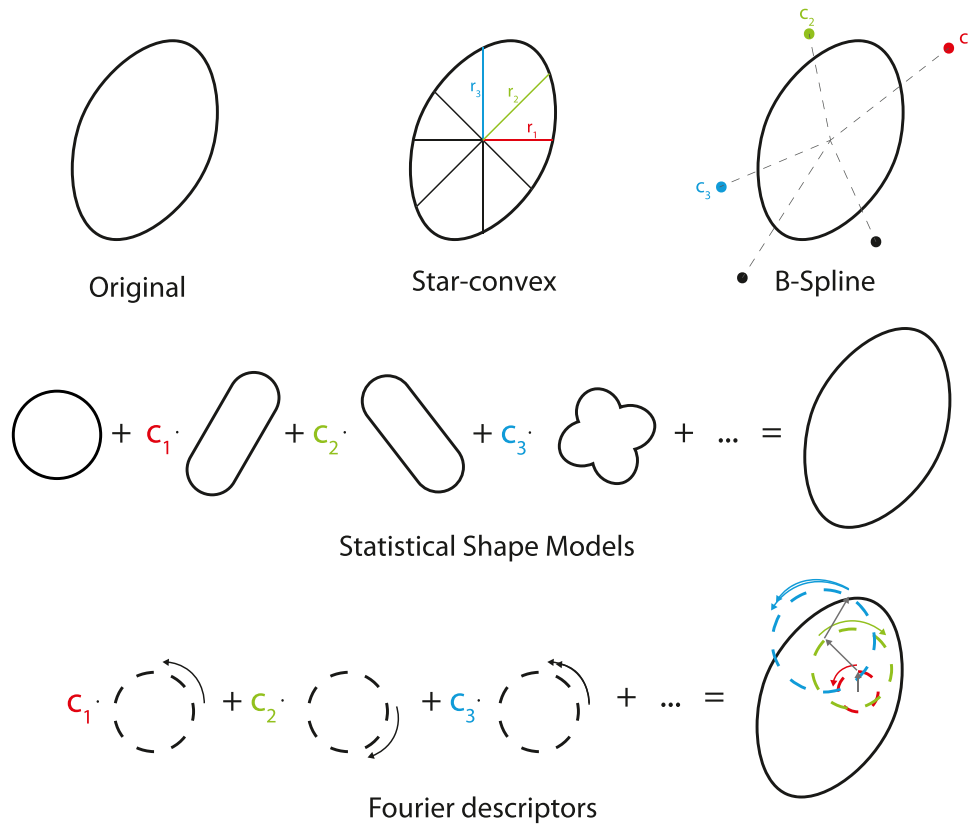 c₂
c
r₃
r₂
r₁
c₃
Original
Star-convex
B-Spline
+ c₁· + c₂· + c₃· + ... =
Statistical Shape Models
c₁· + c₂· + c₃· + ... =
Fourier descriptors